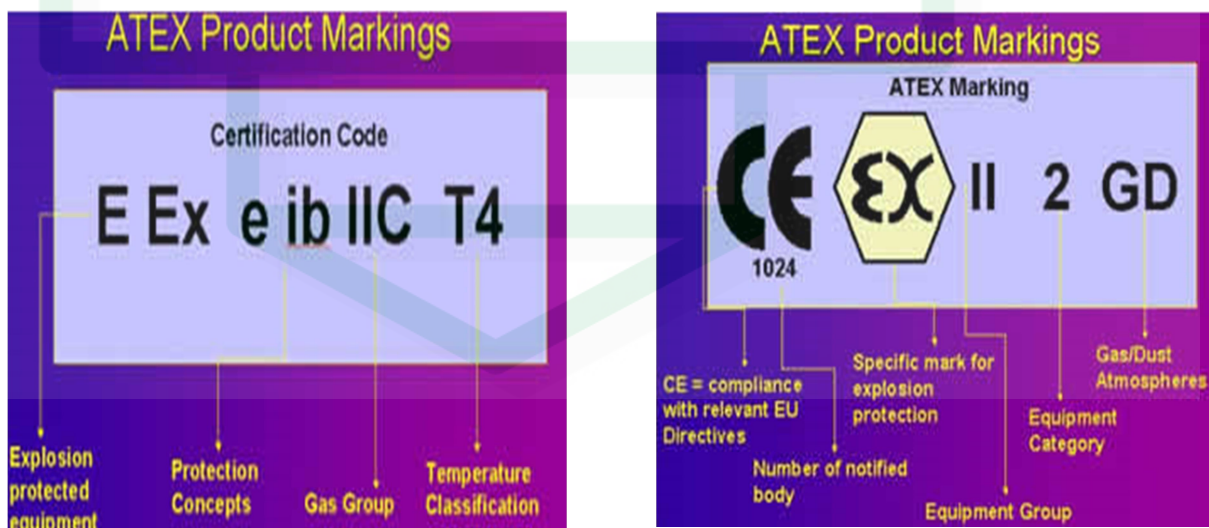 ATEX Product Markings
Certification Code
E Ex e ib IIC T4
Explosion
protected
equipment
Protection
Concepts
Gas Group
Temperature
Classification
ATEX Product Markings
ATEX Marking
CE Ex II 2 GD
1024
CE = compliance
with relevant EU
Directives
Number of notified
body
Specific mark for
explosion
protection
Equipment Group
Equipment
Category
Gas/Dust
Atmospheres